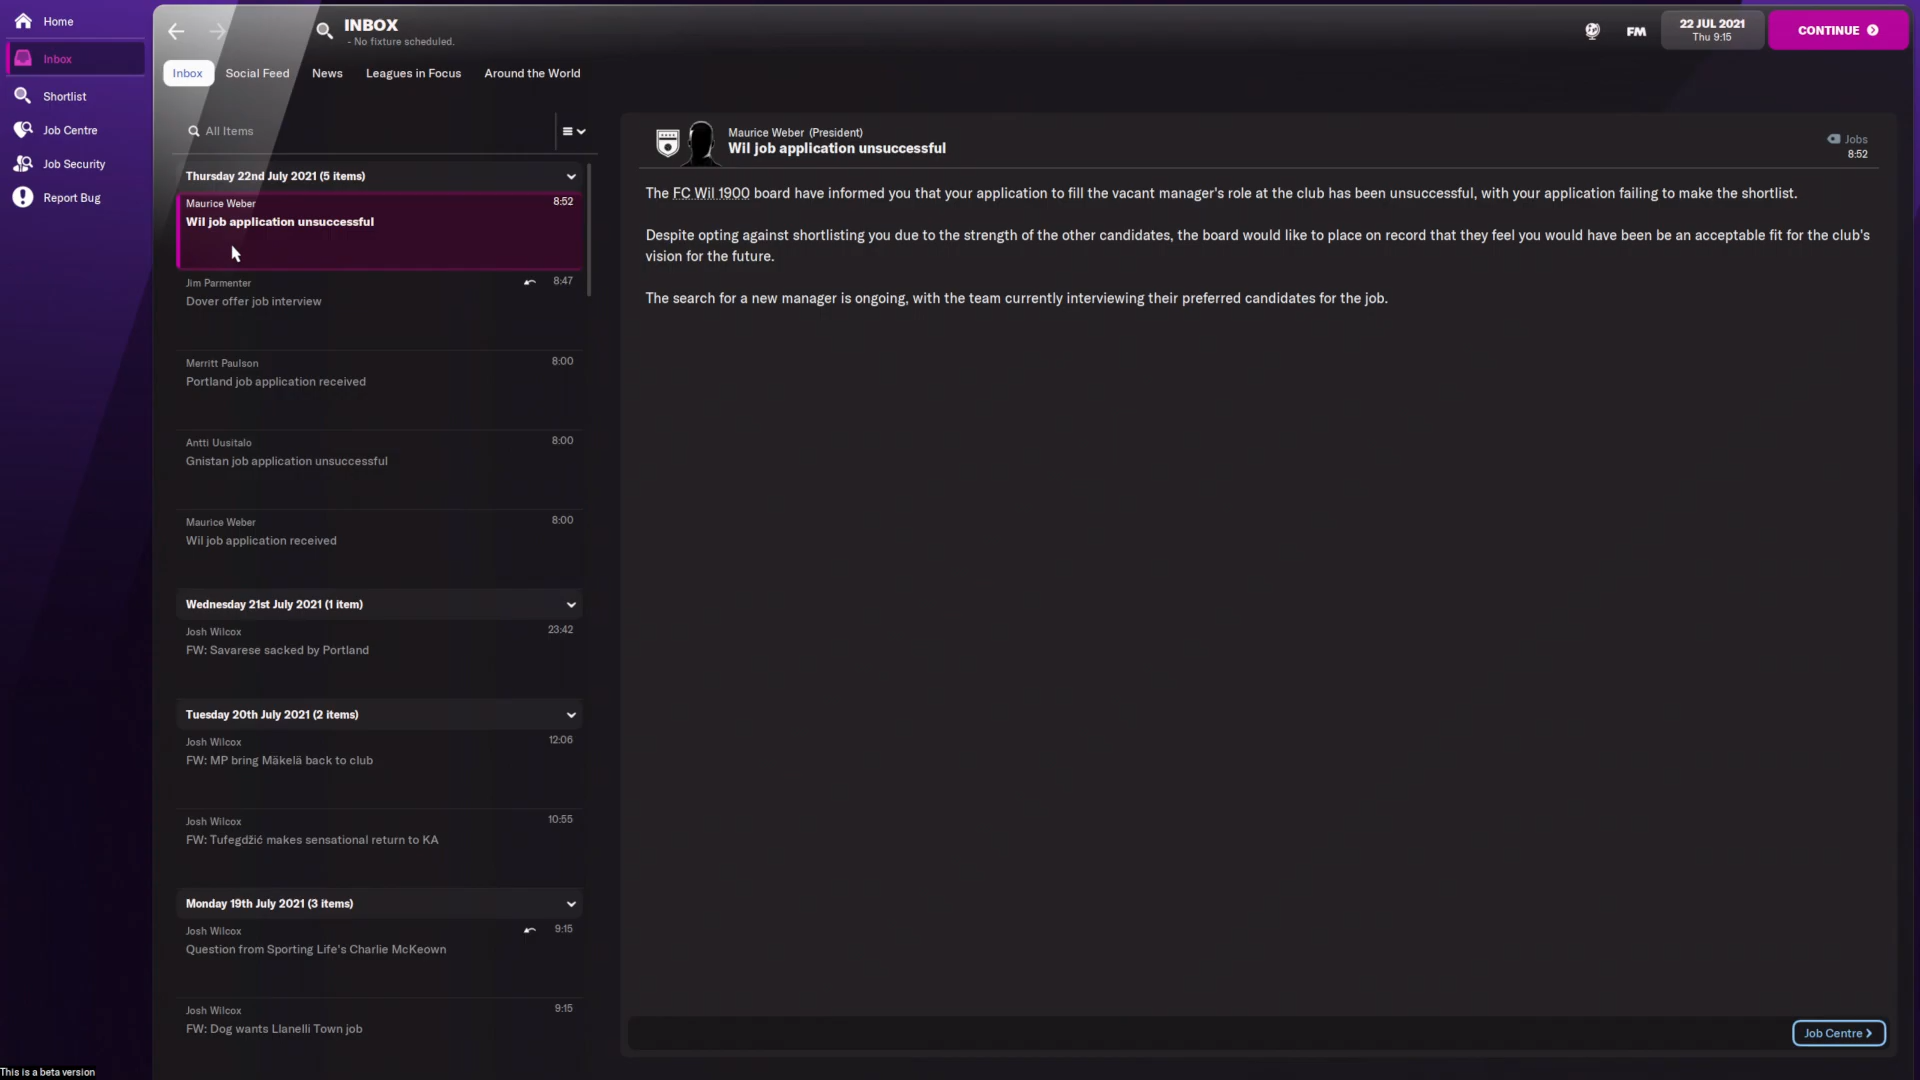 Home
Inbox
Shortlist
Job Centre
Job Security
Report Bug
This is a beta version
INBOX
- No fixture scheduled.
FM
22 JUL 2021
Thu 9:15
CONTINUE
Inbox
Social Feed
News
Leagues in Focus
Around the World
All Items
Thursday 22nd July 2021 (5 items)
Maurice Weber 8:52
Wil job application unsuccessful
Jim Parmenter 8:47
Dover offer job interview
Merritt Paulson 8:00
Portland job application received
Antti Uusitalo 8:00
Gnistan job application unsuccessful
Maurice Weber 8:00
Wil job application received
Wednesday 21st July 2021 (1 item)
Josh Wilcox 23:42
FW: Savarese sacked by Portland
Tuesday 20th July 2021 (2 items)
Josh Wilcox 12:06
FW: MP bring Mäkelä back to club
Josh Wilcox 10:55
FW: Tufegdžić makes sensational return to KA
Monday 19th July 2021 (3 items)
Josh Wilcox 9:15
Question from Sporting Life's Charlie McKeown
Josh Wilcox 9:15
FW: Dog wants Llanelli Town job
Maurice Weber (President)
Wil job application unsuccessful
Jobs
8:52
The FC Wil 1900 board have informed you that your application to fill the vacant manager's role at the club has been unsuccessful, with your application failing to make the shortlist.
Despite opting against shortlisting you due to the strength of the other candidates, the board would like to place on record that they feel you would have been be an acceptable fit for the club's
vision for the future.
The search for a new manager is ongoing, with the team currently interviewing their preferred candidates for the job.
Job Centre